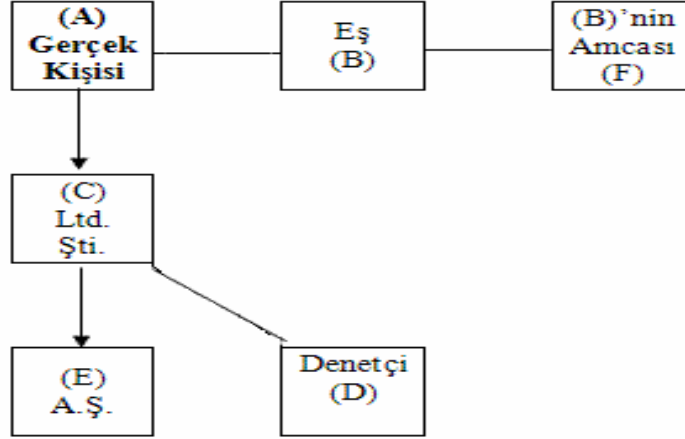 (A)
Gerçek
Kişisi
Eş
(B)
(B)'nin
Amcası
(F)
(C)
Ltd.
Şti.
(E)
A.Ş.
Denetçi
(D)